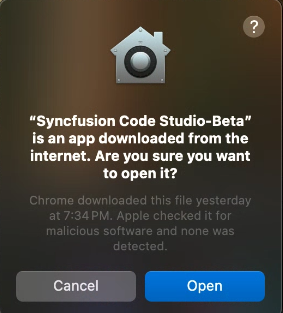 ?
“Syncfusion Code Studio-Beta”
is an app downloaded from the
internet. Are you sure you want
to open it?
Chrome downloaded this file yesterday
at 7:34 PM. Apple checked it for
malicious software and none was
detected.
Cancel
Open